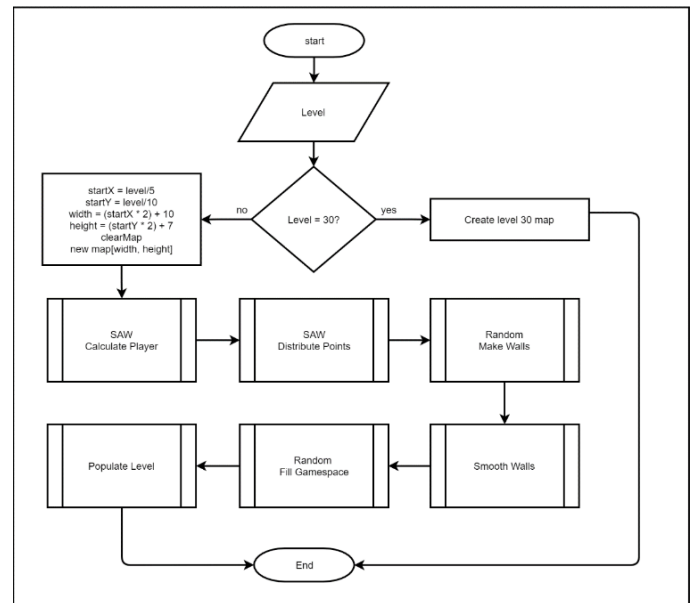 start
Level
Level = 30?
no
yes
startX = level/5
startY = level/10
width = (startX * 2) + 10
height = (startY * 2) + 7
clearMap
new map[width, height]
Create level 30 map
SAW
Calculate Player
SAW
Distribute Points
Random
Make Walls
Smooth Walls
Random
Fill Gamespace
Populate Level
End